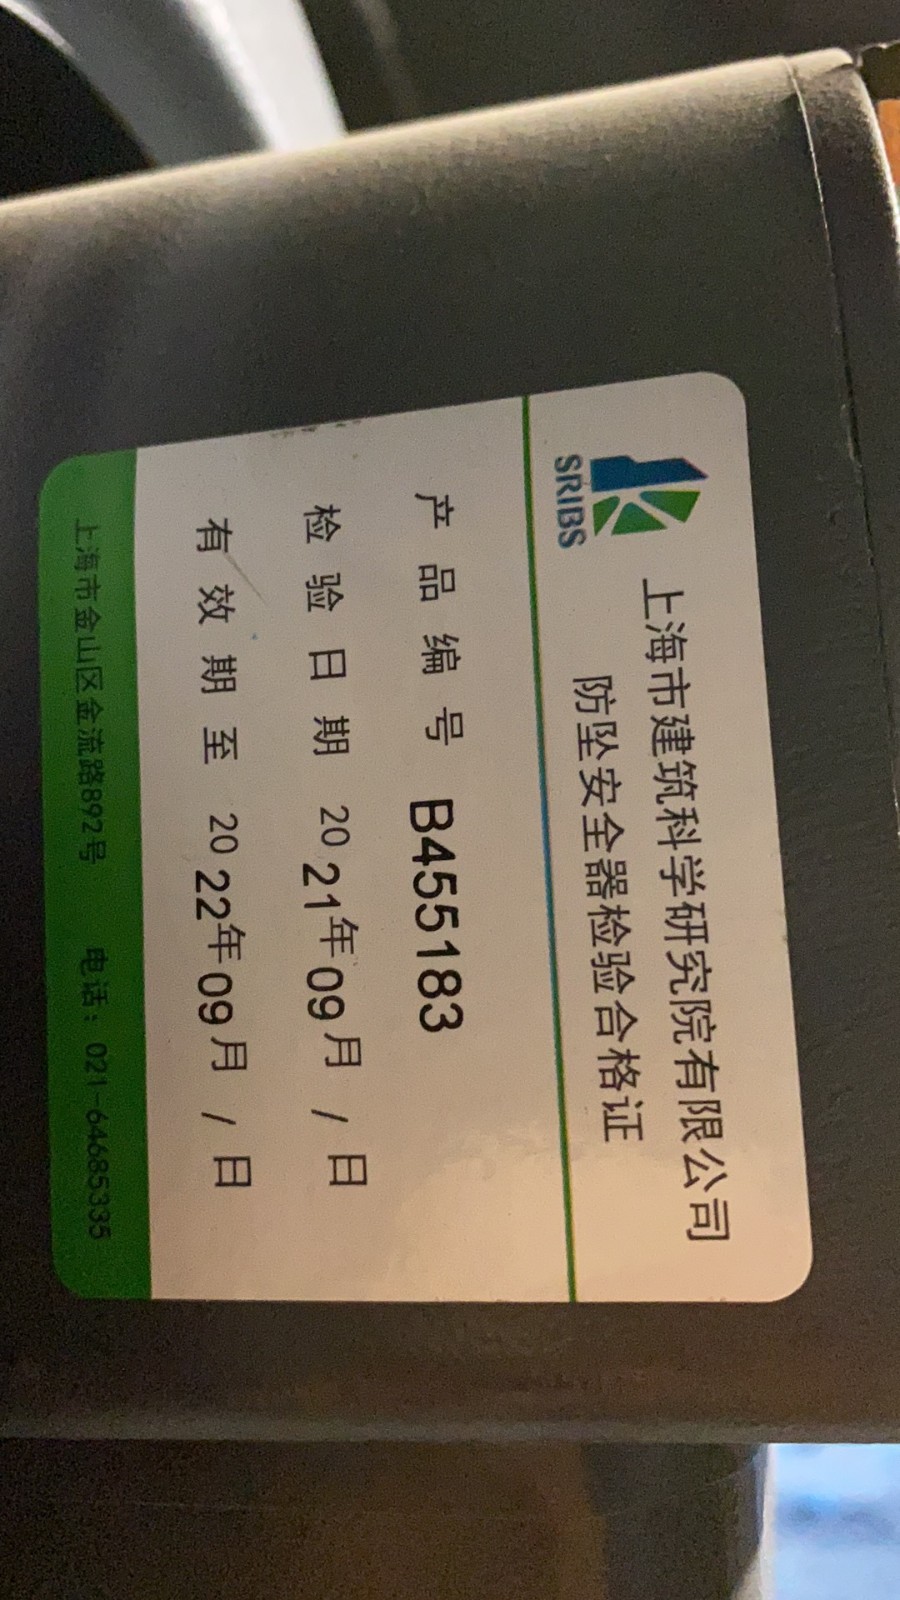 SRIBS
上海市建筑科学研究院有限公司
防坠安全器检验合格证
产品编号 B455183
检验日期 2021年09月/日
有效期至 2022年09月/日
上海市金山区金流路892号 电话：021-64685335